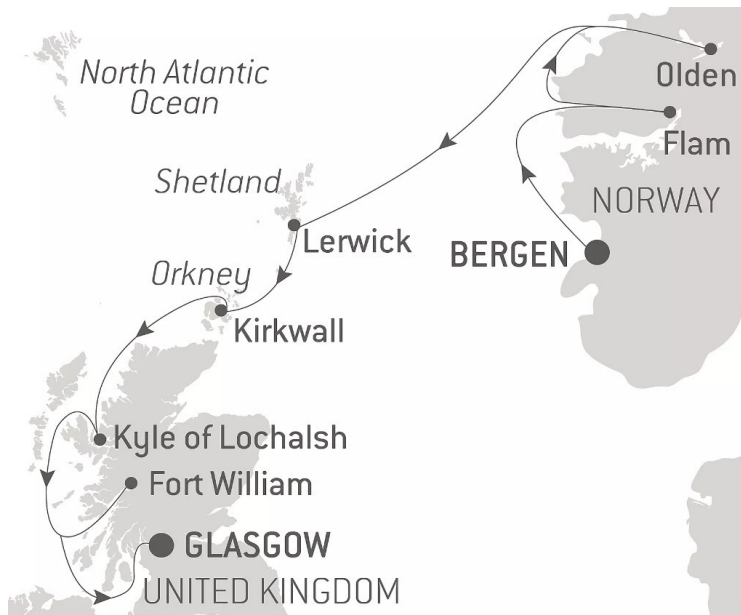 North Atlantic
Ocean
Olden
Flam
Shetland
NORWAY
Lerwick
BERGEN
Orkney
Kirkwall
Kyle of Lochalsh
Fort William
GLASGOW
UNITED KINGDOM